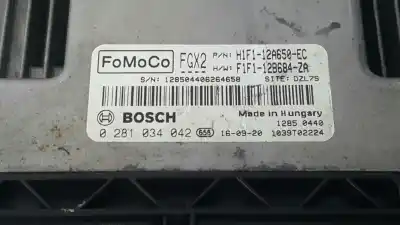 FoMoCo FGX2 P/N: H1F1-12A650-EC
H/W: F1F1-12B684-ZA
S/N: 128504406264658 SITE: DZL75
Made in Hungary
BOSCH 1285 0440
0 281 034 042 16-09-20 1039T02224